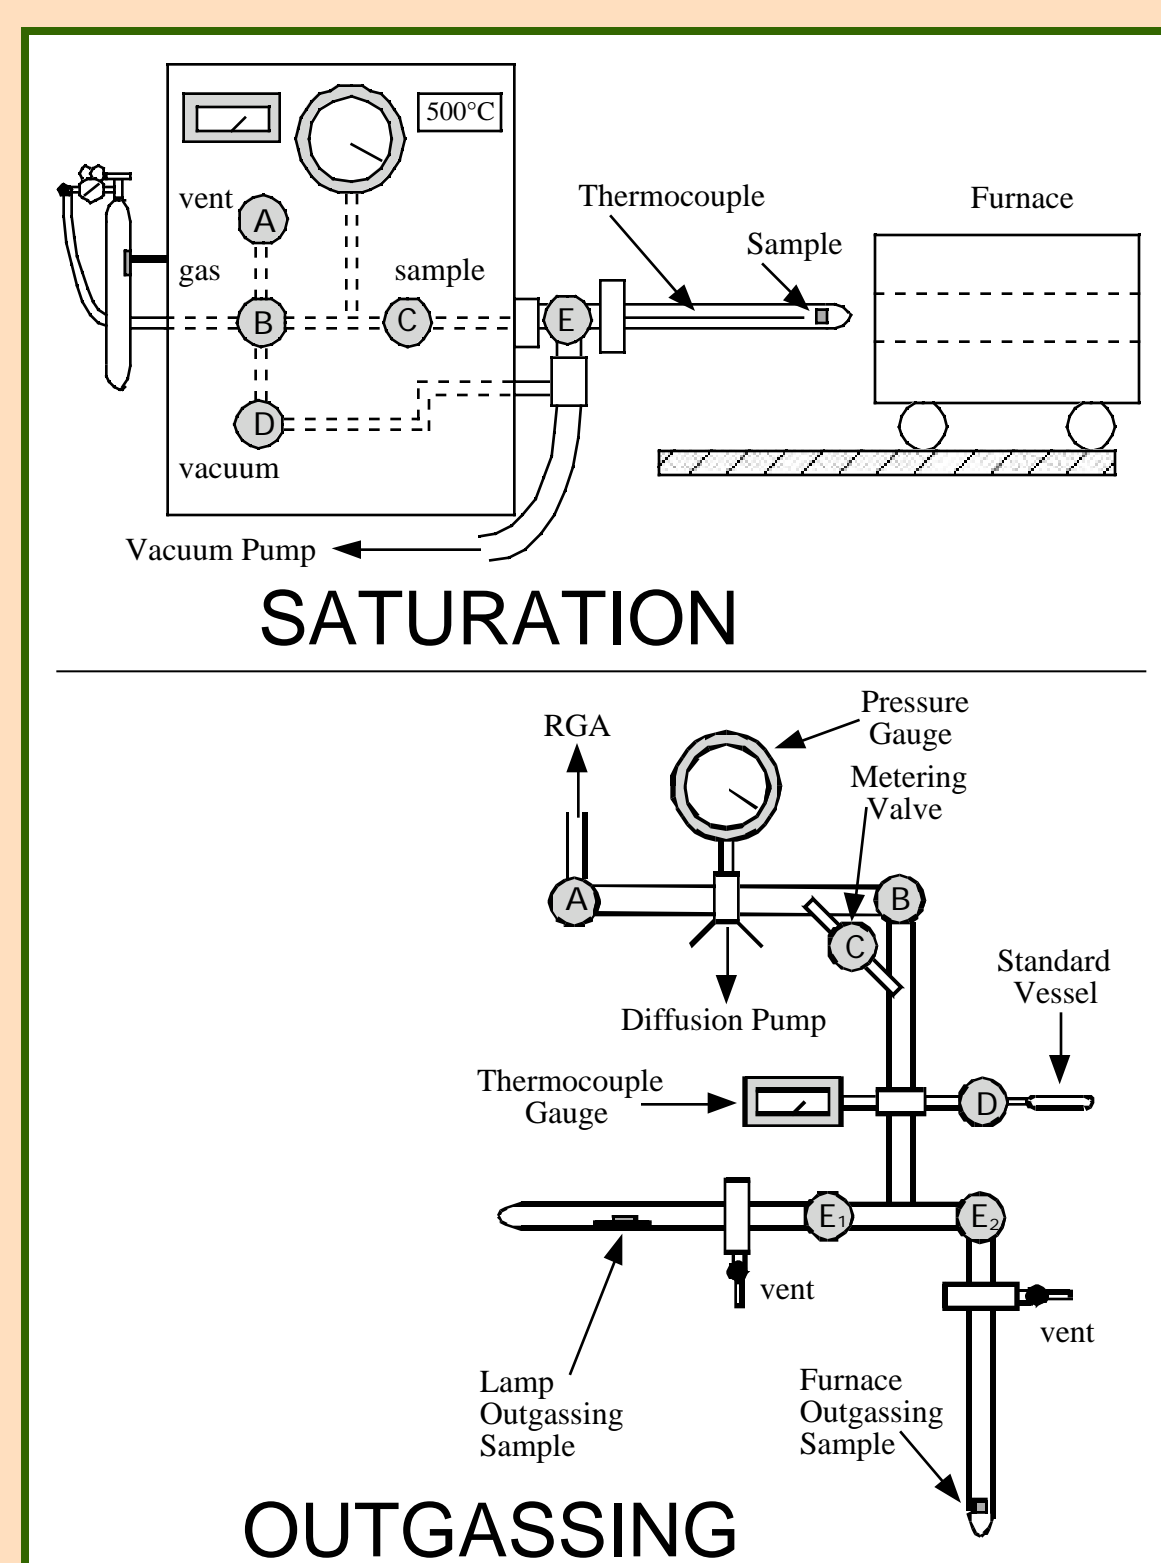 500°C
Thermocouple
Furnace
vent
A
Sample
gas
sample
B
C
E
D
vacuum
Vacuum Pump
SATURATION
Pressure
Gauge
RGA
Metering
Valve
A
B
C
Standard
Vessel
Diffusion Pump
Thermocouple
Gauge
D
E1
E2
vent
vent
Lamp
Outgassing
Sample
Furnace
Outgassing
Sample
OUTGASSING